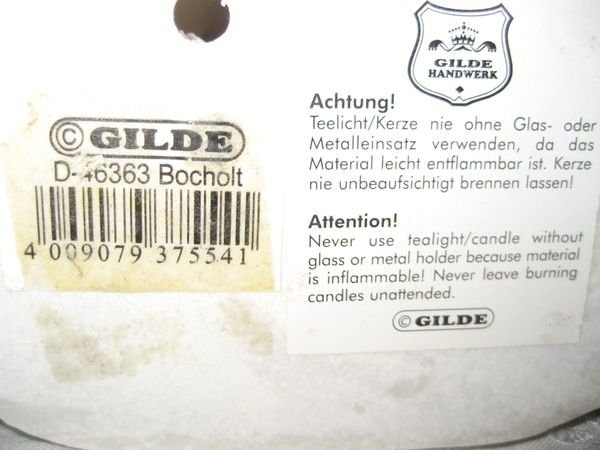 © GILDE
D-46363 Bocholt
4 009079 375541
GILDE
HANDWERK
Achtung!
Teelicht/Kerze nie ohne Glas- oder
Metalleinsatz verwenden, da das
Material leicht entflammbar ist. Kerze
nie unbeaufsichtigt brennen lassen!
Attention!
Never use tealight/candle without
glass or metal holder because material
is inflammable! Never leave burning
candles unattended.
© GILDE